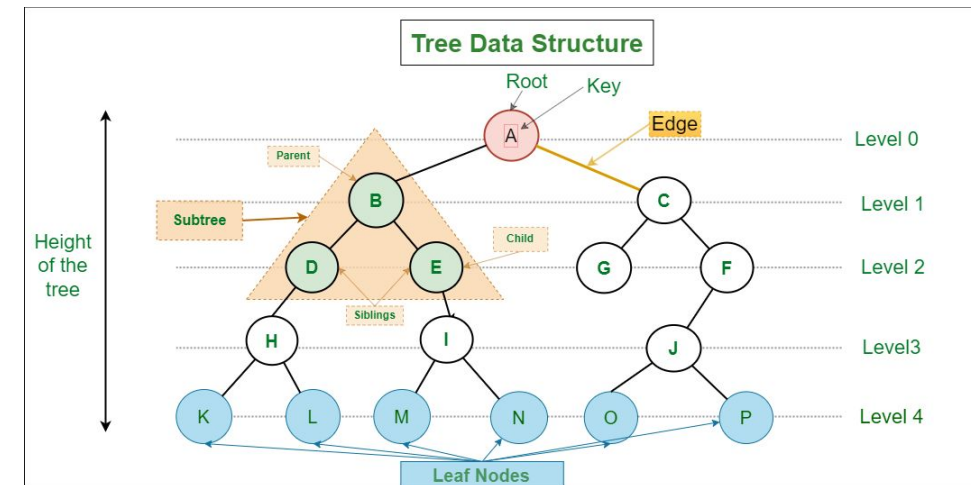 Tree Data Structure
Root
Key
A
Edge
Level 0
Parent
B
C
Level 1
Subtree
Child
Height
of the
tree
D
E
G
F
Level 2
Siblings
H
I
J
Level3
K
L
M
N
O
P
Level 4
Leaf Nodes